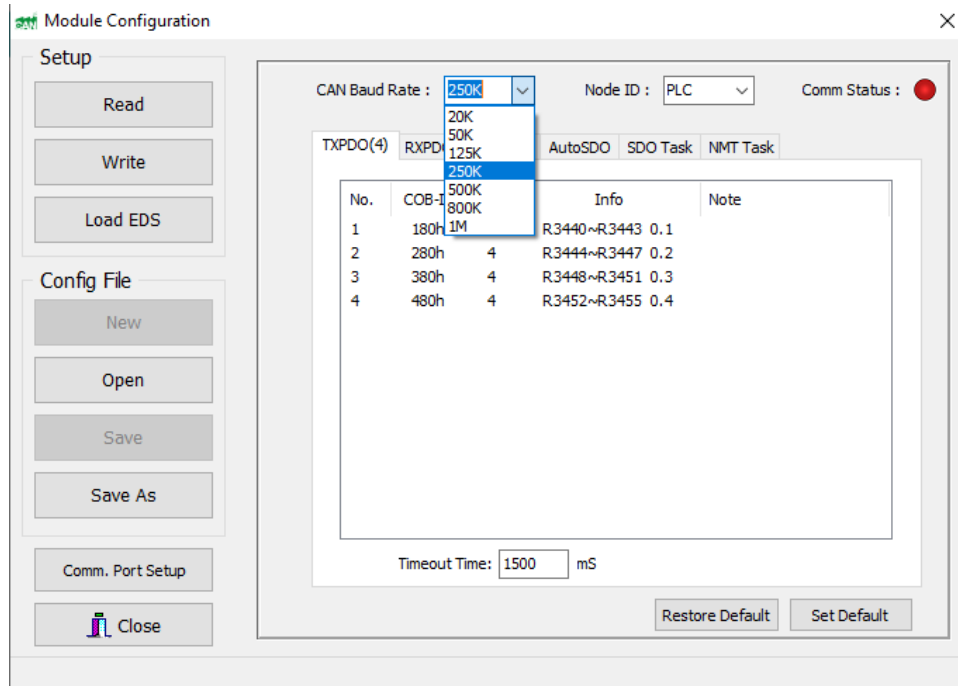 CAN Module Configuration
Setup
Read
Write
Load EDS
Config File
New
Open
Save
Save As
Comm. Port Setup
Close
CAN Baud Rate : 250K Node ID : PLC Comm Status :
20K
50K
125K
250K
500K
800K
1M
TXPDO(4) RXPD AutoSDO SDO Task NMT Task
No. COB-I Info Note
1 180h R3440~R3443 0.1
2 280h 4 R3444~R3447 0.2
3 380h 4 R3448~R3451 0.3
4 480h 4 R3452~R3455 0.4
Timeout Time: 1500 mS
Restore Default Set Default